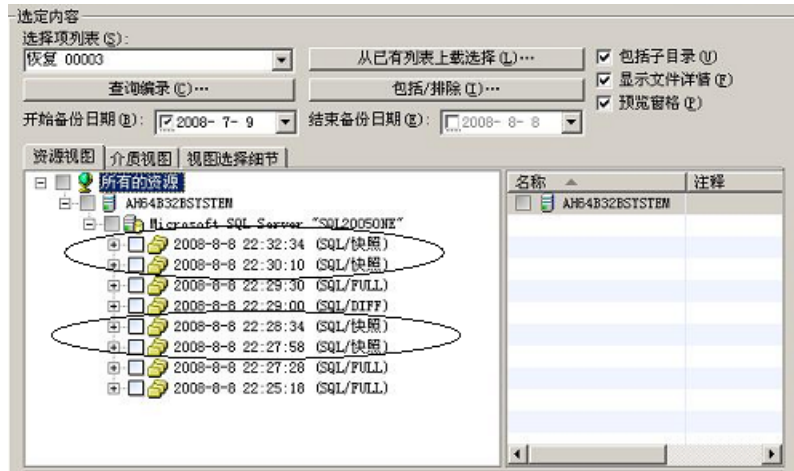 选定内容
选择项列表(S):
恢复 00003
从已有列表上载选择(L)...
包括子目录(U)
查询编录(C)...
包括/排除(I)...
显示文件详情(F)
预览窗格(P)
开始备份日期(B): 2008- 7- 9
结束备份日期(E): 2008- 8- 8
资源视图 介质视图 视图选择细节
所有的资源
AH64B32BSYSTEM
Microsoft SQL Server "SQL2005ONE"
2008-8-8 22:32:34 (SQL/快照)
2008-8-8 22:30:10 (SQL/快照)
2008-8-8 22:29:30 (SQL/FULL)
2008-8-8 22:29:00 (SQL/DIFF)
2008-8-8 22:28:34 (SQL/快照)
2008-8-8 22:27:58 (SQL/快照)
2008-8-8 22:27:28 (SQL/FULL)
2008-8-8 22:25:18 (SQL/FULL)
名称 注释
AH64B32BSYSTEM